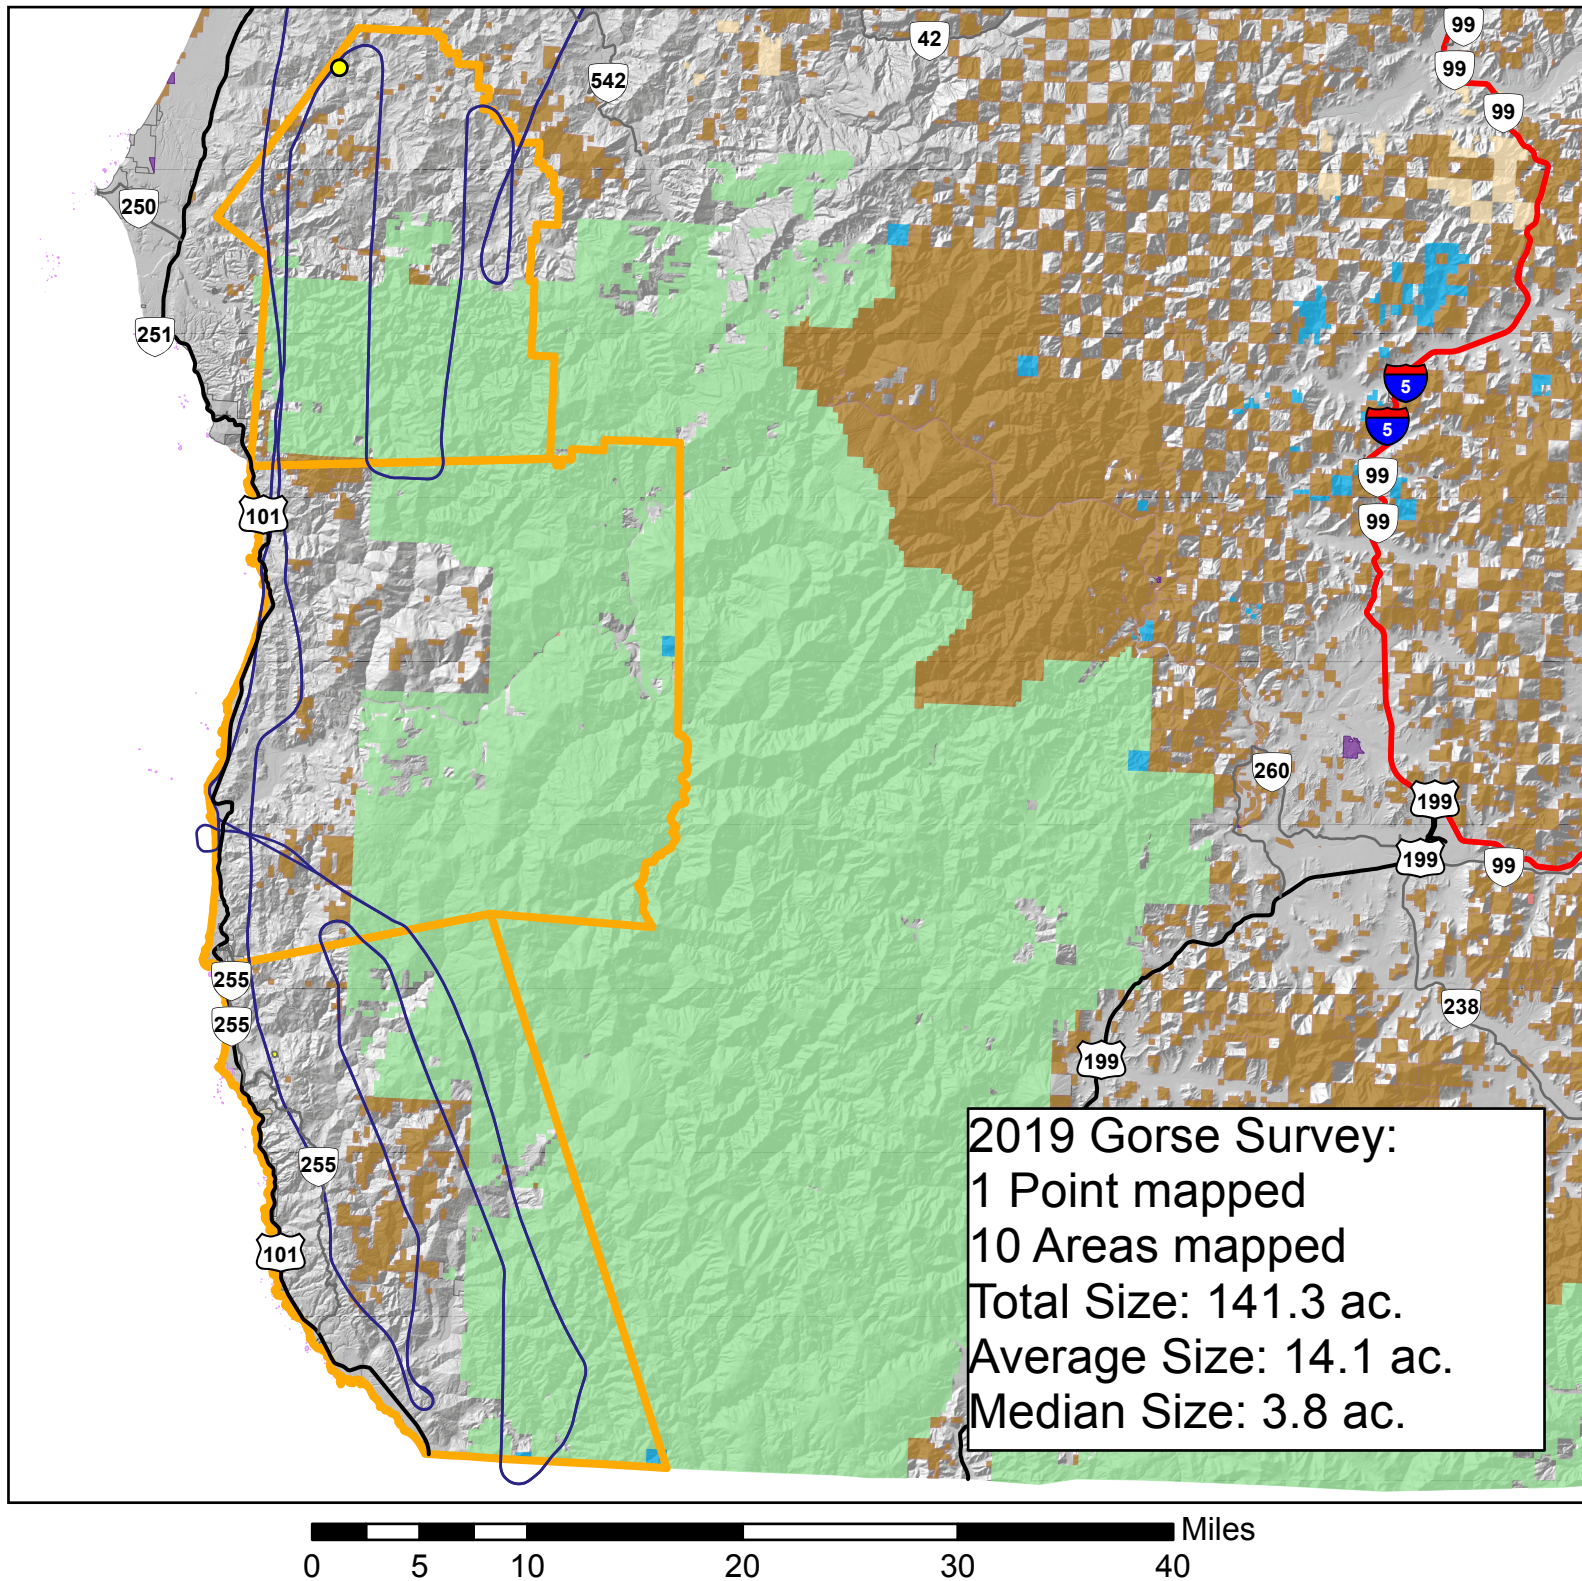 99
42
99
542
99
250
251
5
5
99
101
99
260
199
199
99
255
238
255
199
255
101
2019 Gorse Survey:
1 Point mapped
10 Areas mapped
Total Size: 141.3 ac.
Average Size: 14.1 ac.
Median Size: 3.8 ac.
Miles
0 5 10 20 30 40